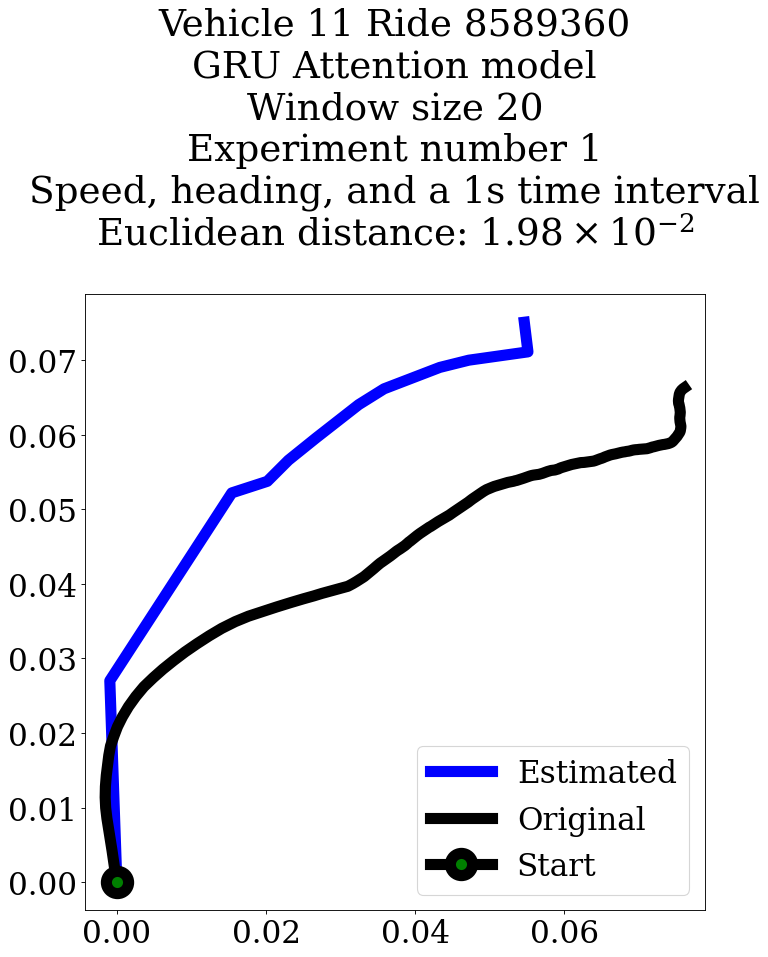 Vehicle 11 Ride 8589360
GRU Attention model
Window size 20
Experiment number 1
Speed, heading, and a 1s time interval
Euclidean distance: 1.98 × 10⁻²
0.07
0.06
0.05
0.04
0.03
0.02
0.01
0.00
Estimated
Original
Start
0.00 0.02 0.04 0.06